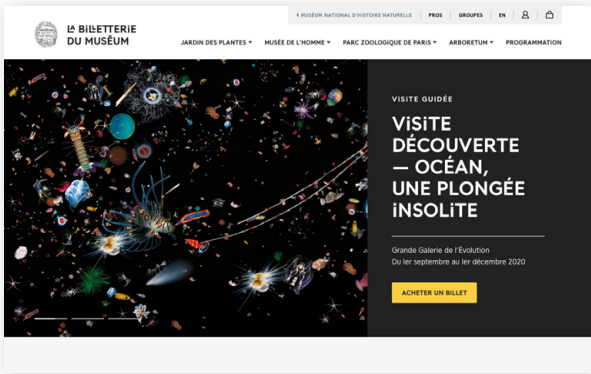 MUSÉUM NATIONAL D'HISTOIRE NATURELLE PROS GROUPES EN
LA BiLLETTERiE
DU MUSÉUM
JARDIN DES PLANTES MUSÉE DE L'HOMME PARC ZOOLOGIQUE DE PARIS ARBORETUM PROGRAMMATION
VISITE GUIDÉE
ViSiTE
DÉCOUVERTE
— OCÉAN,
UNE PLONGÉE
iNSOLiTE
Grande Galerie de l'Évolution
Du 1er septembre au 1er décembre 2020
ACHETER UN BILLET